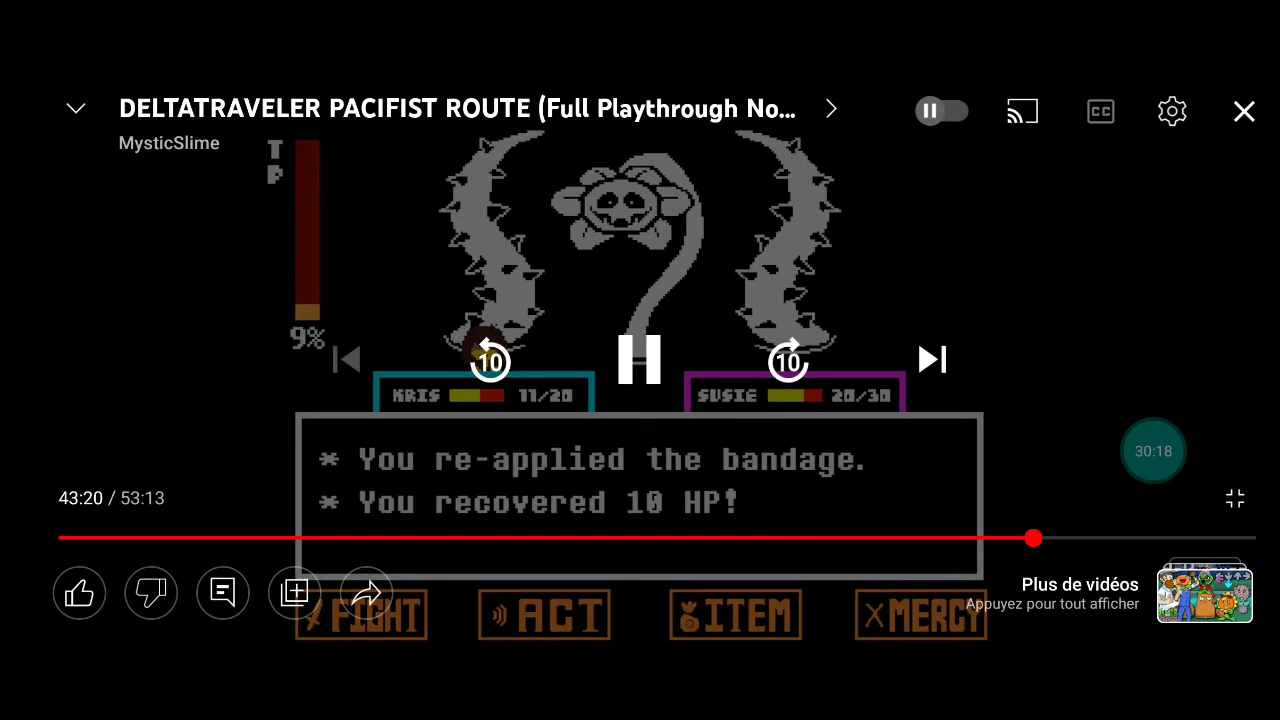 DELTATRAVELER PACIFIST ROUTE (Full Playthrough No...
MysticSlime
CC
TP
9%
10
10
KRIS 11/20
SUSIE 20/30
* You re-applied the bandage.
* You recovered 10 HP!
30:18
43:20 / 53:13
Plus de vidéos
Appuyez pour tout afficher
FIGHT
ACT
ITEM
MERCY